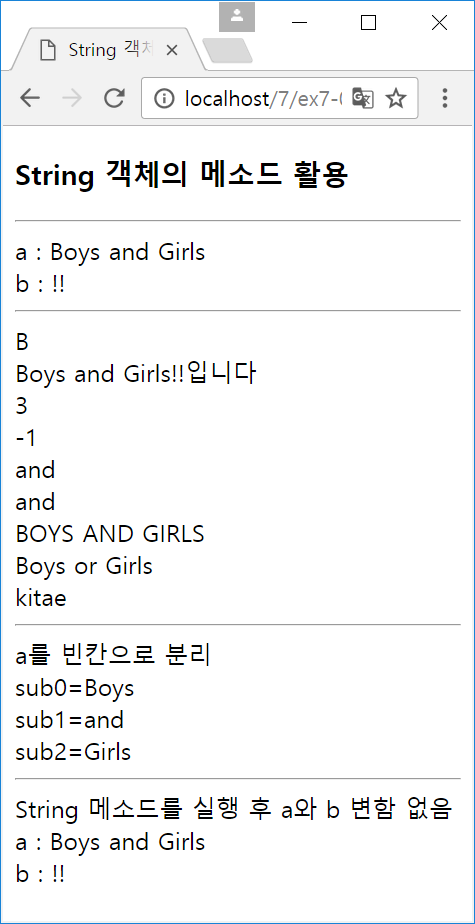 String 객체
localhost/7/ex7-0
String 객체의 메소드 활용
a : Boys and Girls
b : !!
B
Boys and Girls!!입니다
3
-1
and
and
BOYS AND GIRLS
Boys or Girls
kitae
a를 빈칸으로 분리
sub0=Boys
sub1=and
sub2=Girls
String 메소드를 실행 후 a와 b 변함 없음
a : Boys and Girls
b : !!